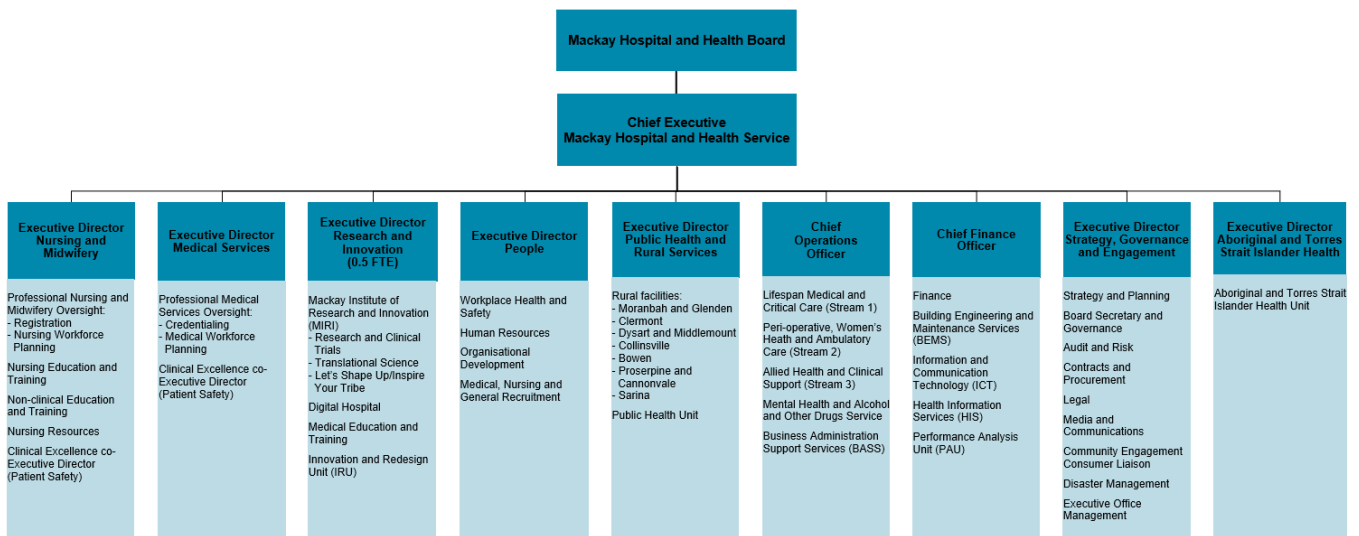 Mackay Hospital and Health Board
Chief Executive
Mackay Hospital and Health Service
Executive Director
Nursing and
Midwifery
Professional Nursing and
Midwifery Oversight:
- Registration
- Nursing Workforce
Planning
Nursing Education and
Training
Non-clinical Education
and Training
Nursing Resources
Clinical Excellence co-
Executive Director
(Patient Safety)
Executive Director
Medical Services
Professional Medical
Services Oversight:
- Credentialing
- Medical Workforce
Planning
Clinical Excellence co-
Executive Director
(Patient Safety)
Executive Director
Research and
Innovation
(0.5 FTE)
Mackay Institute of
Research and Innovation
(MIRI)
- Research and Clinical
Trials
- Translational Science
- Let's Shape Up/Inspire
Your Tribe
Digital Hospital
Medical Education and
Training
Innovation and Redesign
Unit (IRU)
Executive Director
People
Workplace Health and
Safety
Human Resources
Organisational
Development
Medical, Nursing and
General Recruitment
Executive Director
Public Health and
Rural Services
Rural facilities:
- Moranbah and Glenden
- Clermont
- Dysart and Middlemount
- Collinsville
- Bowen
- Proserpine and
Cannonvale
- Sarina
Public Health Unit
Chief
Operations
Officer
Lifespan Medical and
Critical Care (Stream 1)
Peri-operative, Women's
Heath and Ambulatory
Care (Stream 2)
Allied Health and Clinical
Support (Stream 3)
Mental Health and Alcohol
and Other Drugs Service
Business Administration
Support Services (BASS)
Chief Finance
Officer
Finance
Building Engineering and
Maintenance Services
(BEMS)
Information and
Communication
Technology (ICT)
Health Information
Services (HIS)
Performance Analysis
Unit (PAU)
Executive Director
Strategy, Governance
and Engagement
Strategy and Planning
Board Secretary and
Governance
Audit and Risk
Contracts and
Procurement
Legal
Media and
Communications
Community Engagement
Consumer Liaison
Disaster Management
Executive Office
Management
Executive Director
Aboriginal and Torres
Strait Islander Health
Aboriginal and Torres Strait
Islander Health Unit